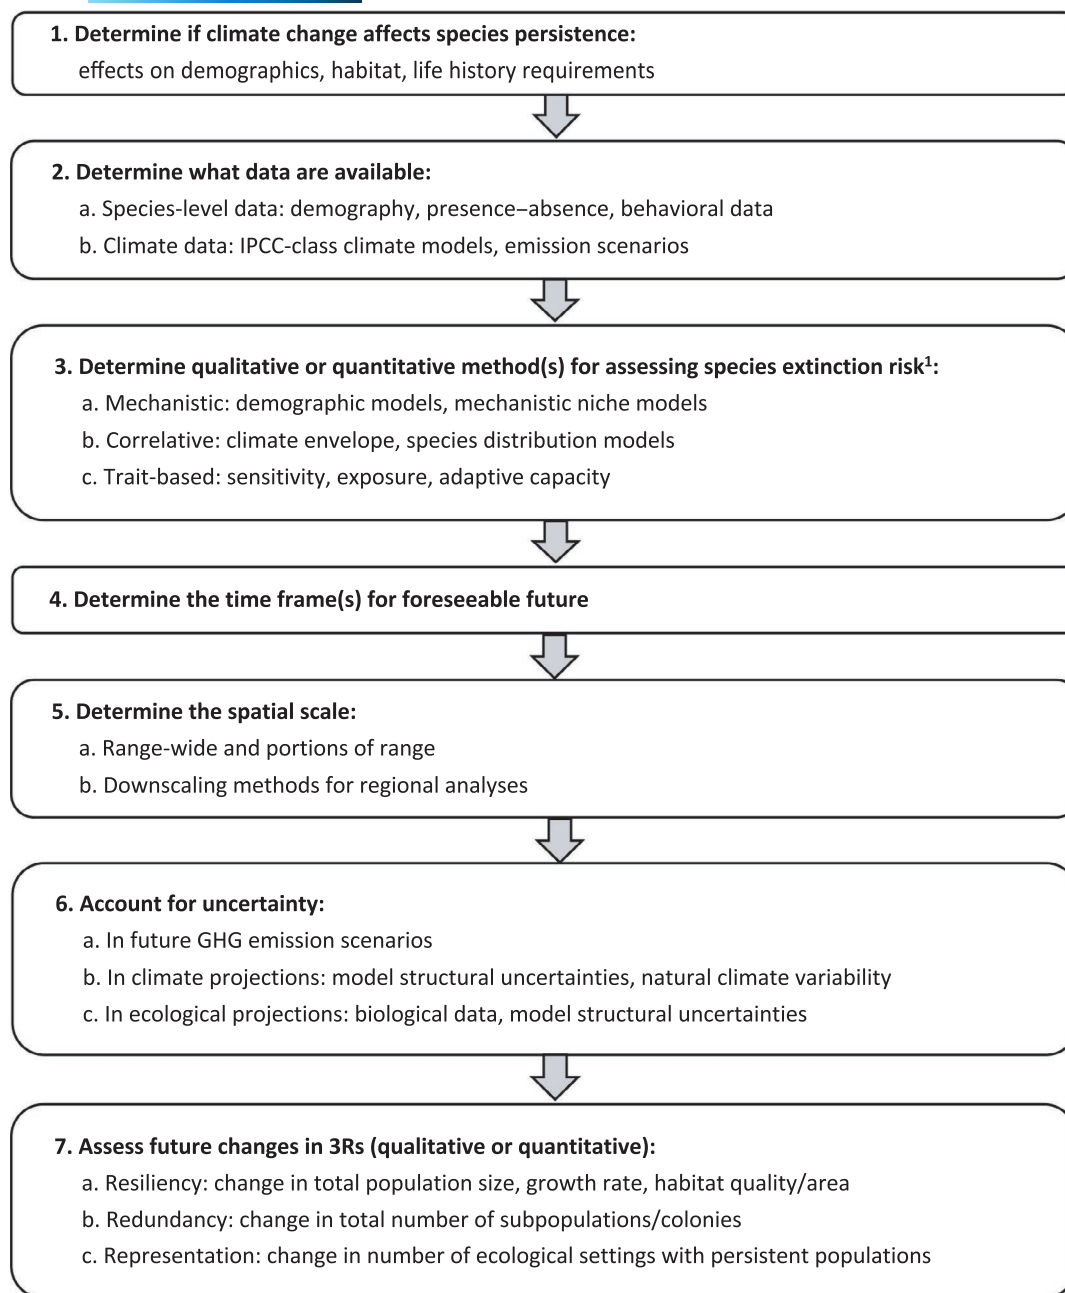 1. Determine if climate change affects species persistence:
effects on demographics, habitat, life history requirements
2. Determine what data are available:
a. Species-level data: demography, presence–absence, behavioral data
b. Climate data: IPCC-class climate models, emission scenarios
3. Determine qualitative or quantitative method(s) for assessing species extinction risk¹:
a. Mechanistic: demographic models, mechanistic niche models
b. Correlative: climate envelope, species distribution models
c. Trait-based: sensitivity, exposure, adaptive capacity
4. Determine the time frame(s) for foreseeable future
5. Determine the spatial scale:
a. Range-wide and portions of range
b. Downscaling methods for regional analyses
6. Account for uncertainty:
a. In future GHG emission scenarios
b. In climate projections: model structural uncertainties, natural climate variability
c. In ecological projections: biological data, model structural uncertainties
7. Assess future changes in 3Rs (qualitative or quantitative):
a. Resiliency: change in total population size, growth rate, habitat quality/area
b. Redundancy: change in total number of subpopulations/colonies
c. Representation: change in number of ecological settings with persistent populations